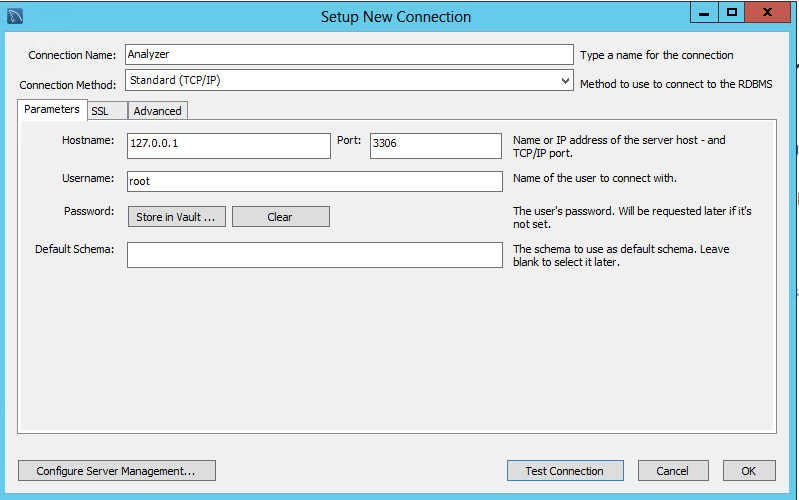 Setup New Connection
Connection Name: Analyzer Type a name for the connection
Connection Method: Standard (TCP/IP) Method to use to connect to the RDBMS
Parameters SSL Advanced
Hostname: 127.0.0.1 Port: 3306 Name or IP address of the server host - and
TCP/IP port.
Username: root Name of the user to connect with.
Password: Store in Vault ... Clear The user's password. Will be requested later if it's
not set.
Default Schema: The schema to use as default schema. Leave
blank to select it later.
Configure Server Management... Test Connection Cancel OK